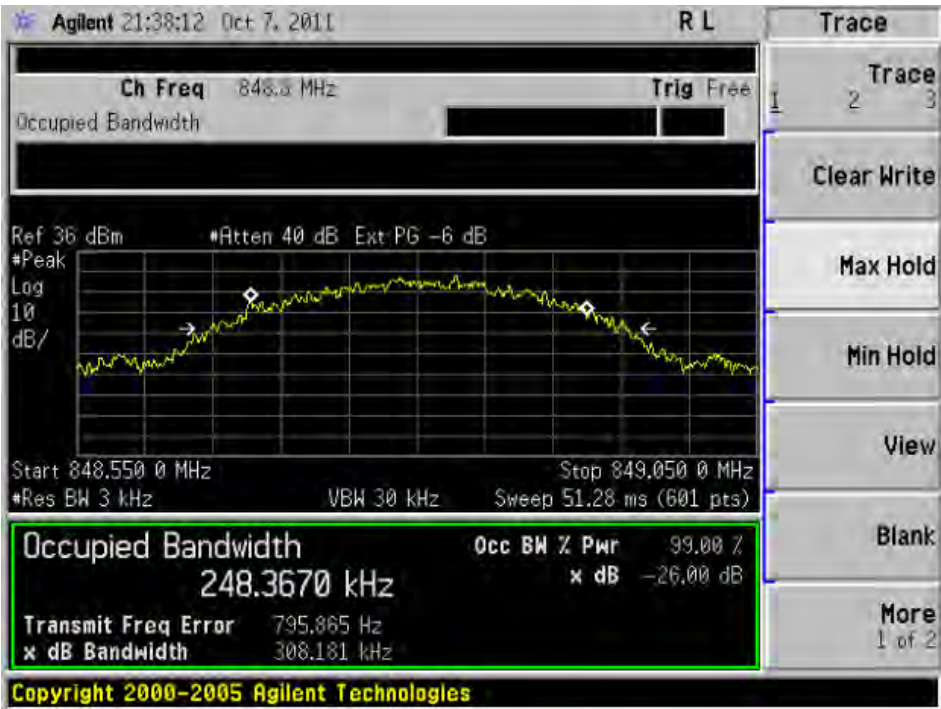 Agilent 21:38:12 Oct 7, 2011 R L Trace
Ch Freq 848.8 MHz Trig Free
Occupied Bandwidth
Trace
1 2 3
Clear Write
Max Hold
Min Hold
View
Blank
More
1 of 2
Ref 36 dBm #Atten 40 dB Ext PG -6 dB
#Peak
Log
10
dB/
Start 848.550 0 MHz Stop 849.050 0 MHz
#Res BW 3 kHz VBW 30 kHz Sweep 51.28 ms (601 pts)
Occupied Bandwidth Occ BW % Pwr 99.00 %
248.3670 kHz x dB -26.00 dB
Transmit Freq Error 795.865 Hz
x dB Bandwidth 308.181 kHz
Copyright 2000-2005 Agilent Technologies